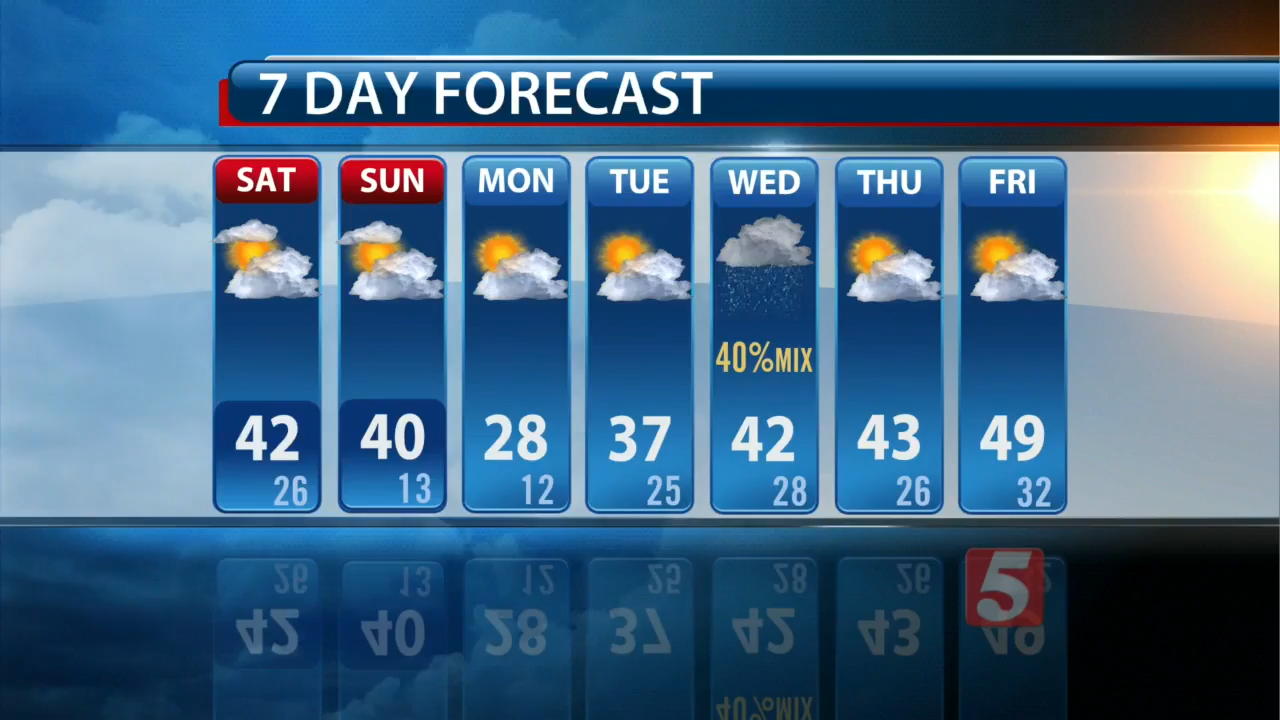 7 DAY FORECAST
SAT SUN MON TUE WED THU FRI
40%MIX
42 40 28 37 42 43 49
26 13 12 25 28 26 32
5